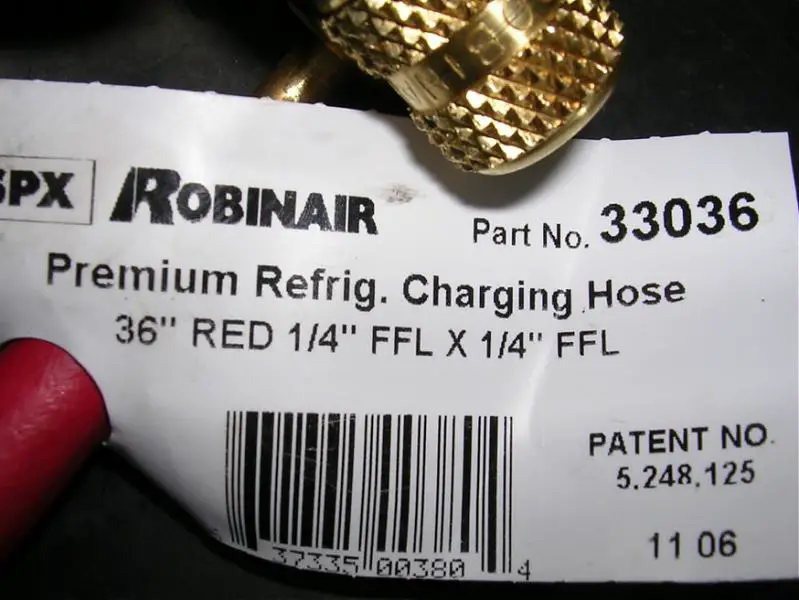 SPX ROBINAIR Part No. 33036
Premium Refrig. Charging Hose
36" RED 1/4" FFL X 1/4" FFL
PATENT NO.
5,248,125
11 06
37335 00380 4